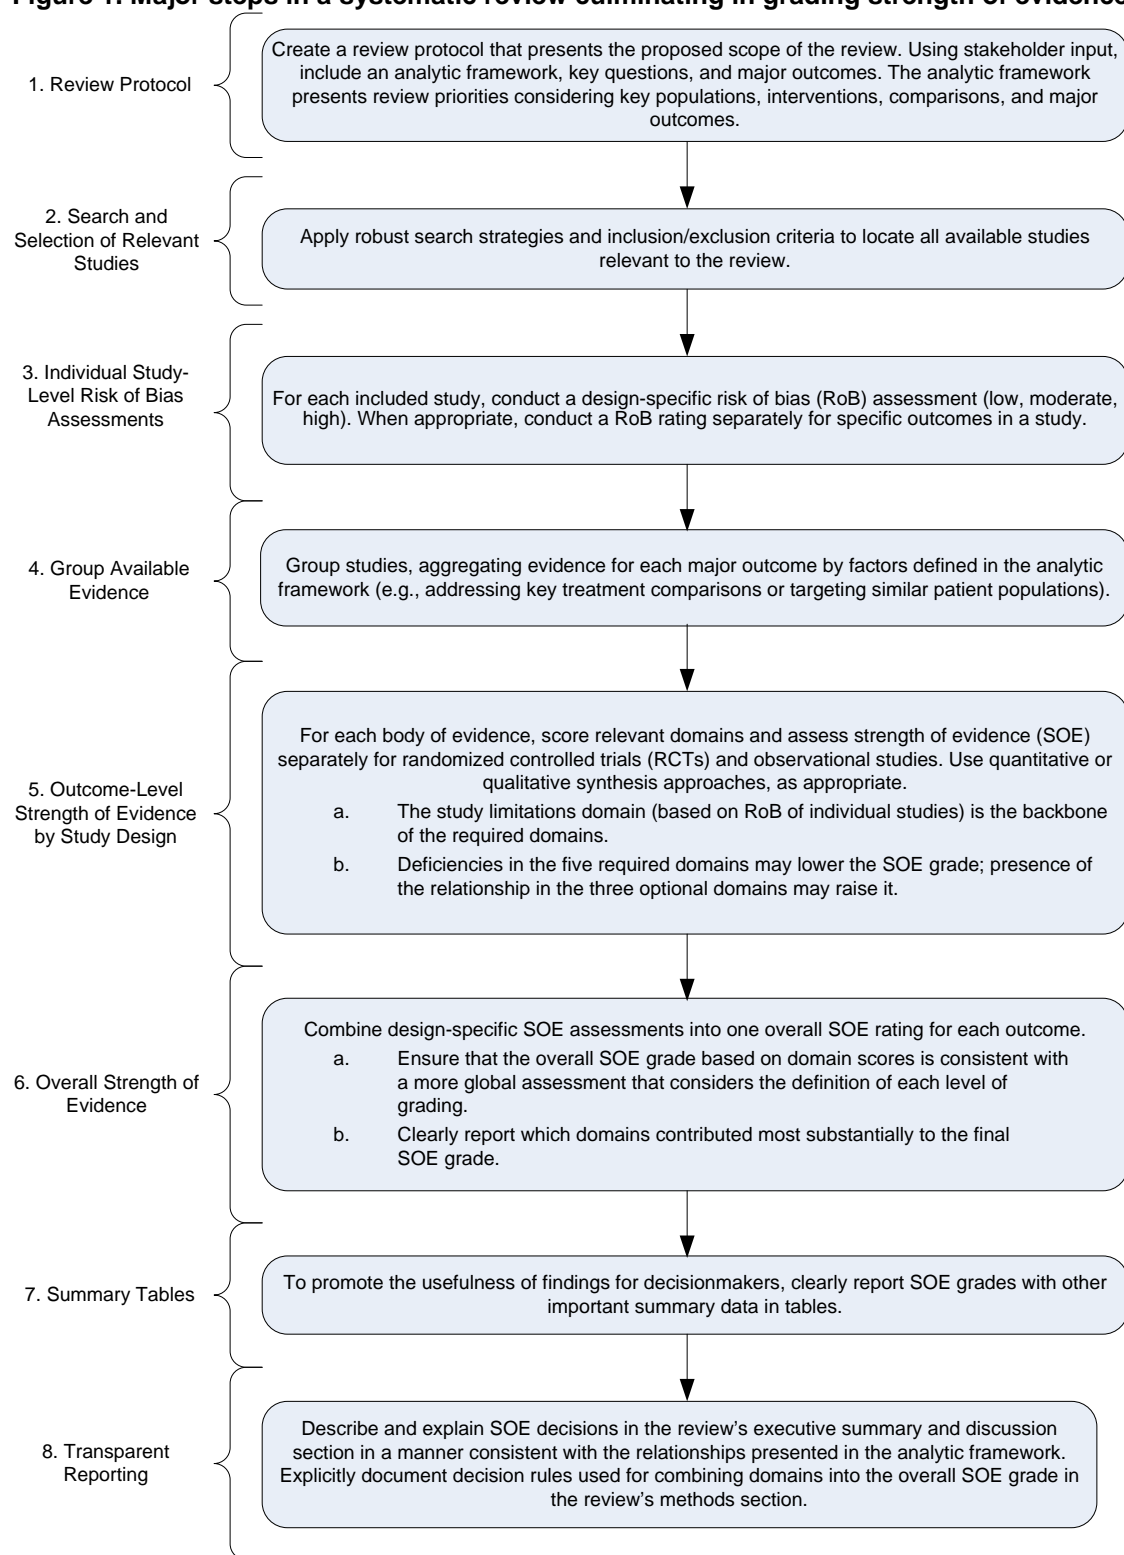 Figure 1. Major steps in a systematic review culminating in grading strength of evidence
1. Review Protocol
Create a review protocol that presents the proposed scope of the review. Using stakeholder input,
include an analytic framework, key questions, and major outcomes. The analytic framework
presents review priorities considering key populations, interventions, comparisons, and major
outcomes.
2. Search and
Selection of Relevant
Studies
Apply robust search strategies and inclusion/exclusion criteria to locate all available studies
relevant to the review.
3. Individual Study-
Level Risk of Bias
Assessments
For each included study, conduct a design-specific risk of bias (RoB) assessment (low, moderate,
high). When appropriate, conduct a RoB rating separately for specific outcomes in a study.
4. Group Available
Evidence
Group studies, aggregating evidence for each major outcome by factors defined in the analytic
framework (e.g., addressing key treatment comparisons or targeting similar patient populations).
5. Outcome-Level
Strength of Evidence
by Study Design
For each body of evidence, score relevant domains and assess strength of evidence (SOE)
separately for randomized controlled trials (RCTs) and observational studies. Use quantitative or
qualitative synthesis approaches, as appropriate.
a. The study limitations domain (based on RoB of individual studies) is the backbone
of the required domains.
b. Deficiencies in the five required domains may lower the SOE grade; presence of
the relationship in the three optional domains may raise it.
6. Overall Strength of
Evidence
Combine design-specific SOE assessments into one overall SOE rating for each outcome.
a. Ensure that the overall SOE grade based on domain scores is consistent with
a more global assessment that considers the definition of each level of
grading.
b. Clearly report which domains contributed most substantially to the final
SOE grade.
7. Summary Tables
To promote the usefulness of findings for decisionmakers, clearly report SOE grades with other
important summary data in tables.
8. Transparent
Reporting
Describe and explain SOE decisions in the review's executive summary and discussion
section in a manner consistent with the relationships presented in the analytic framework.
Explicitly document decision rules used for combining domains into the overall SOE grade in
the review's methods section.